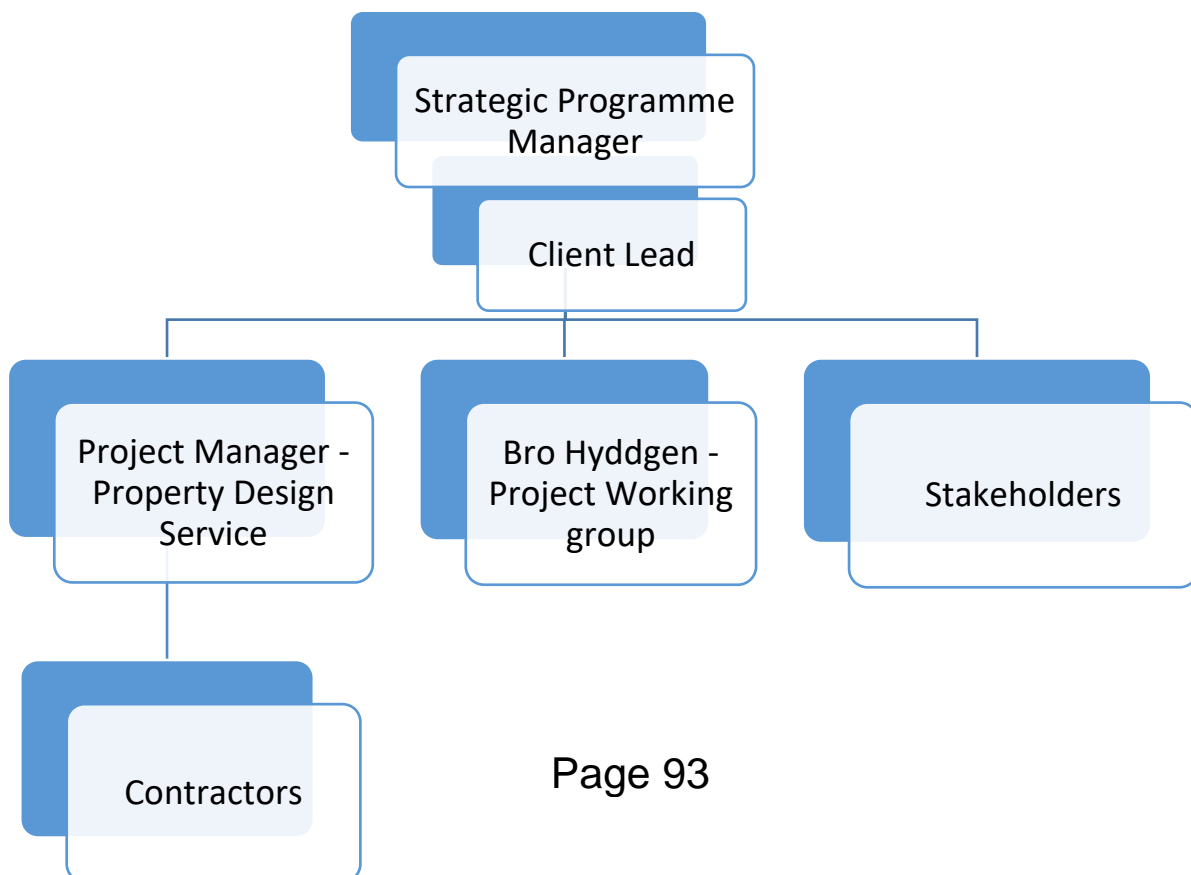 Strategic Programme
Manager
Client Lead
Project Manager -
Property Design
Service
Bro Hyddgen -
Project Working
group
Stakeholders
Contractors
Page 93